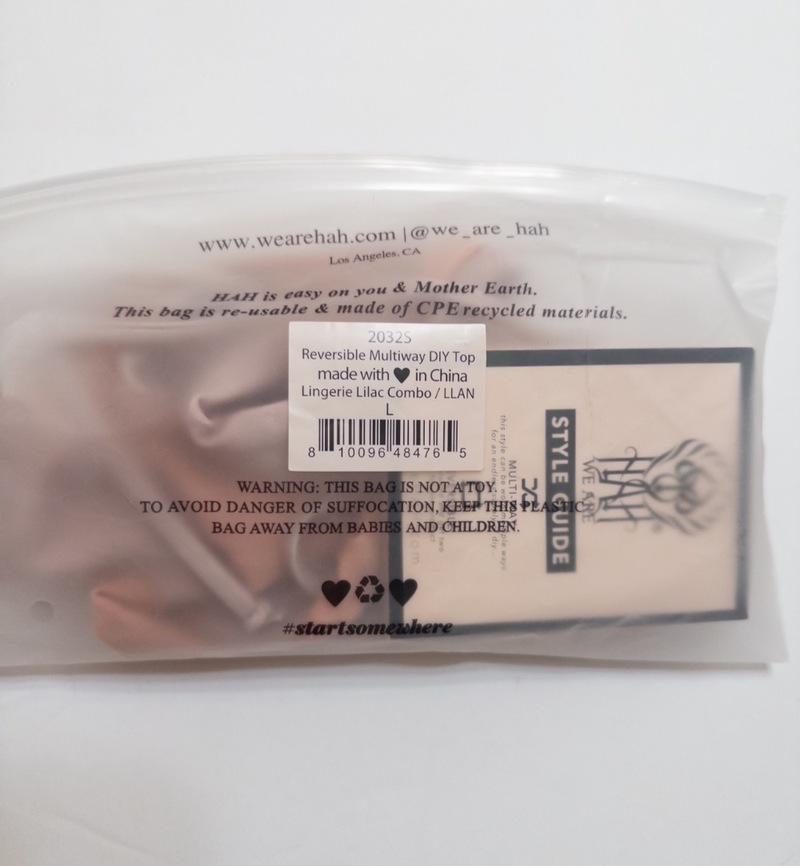 www.wearehah.com | @we_are_hah
Los Angeles, CA
HAH is easy on you & Mother Earth.
This bag is re-usable & made of CPE recycled materials.
2032S
Reversible Multiway DIY Top
made with ♥ in China
Lingerie Lilac Combo / LLAN
L
8 10096 48476 5
WARNING: THIS BAG IS NOT A TOY.
TO AVOID DANGER OF SUFFOCATION, KEEP THIS PLASTIC
BAG AWAY FROM BABIES AND CHILDREN.
#startsomewhere
WE ARE
HAH
STYLE GUIDE